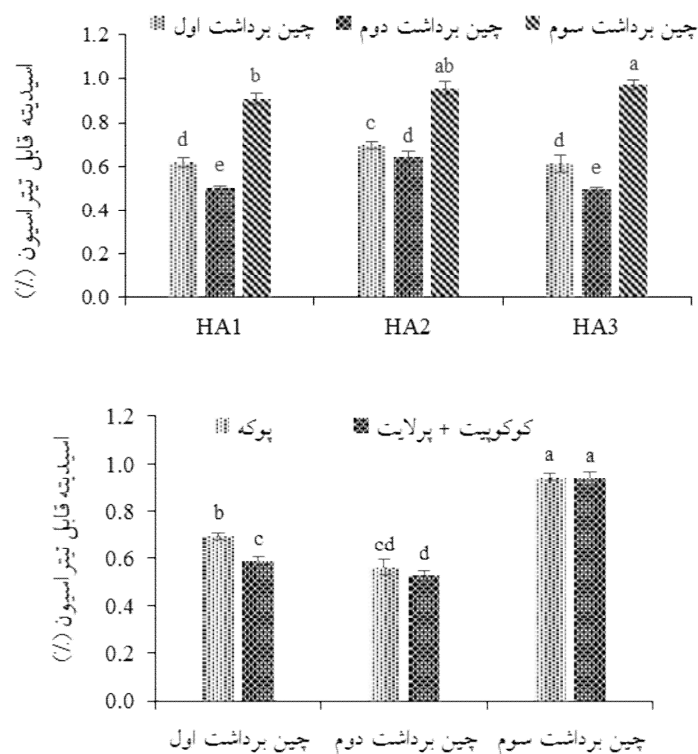 چین برداشت اول چین برداشت دوم چین برداشت سوم
اسیدیته قابل تیتراسیون (٪)
1.2
1.0
0.8
0.6
0.4
0.2
0.0
d e b
c d ab
d e a
HA1 HA2 HA3
پوکه کوکوپیت + پرلایت
اسیدیته قابل تیتراسیون (٪)
1.2
1.0
0.8
0.6
0.4
0.2
0.0
b c
cd d
a a
چین برداشت اول چین برداشت دوم چین برداشت سوم